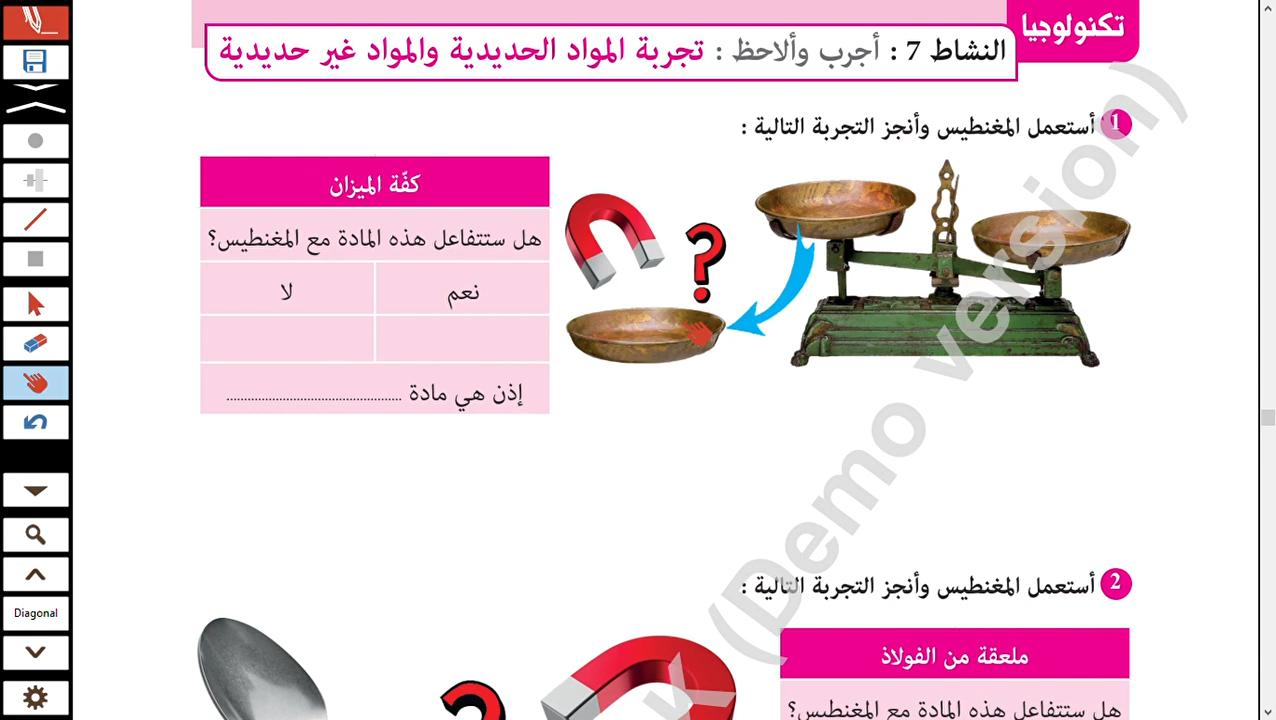 تكنولوجيا
النشاط 7 : أجرب وألاحظ : تجربة المواد الحديدية والمواد غير حديدية
1 أستعمل المغنطيس وأنجز التجربة التالية :
كفّة الميزان
هل ستتفاعل هذه المادة مع المغنطيس؟
نعم
لا
إذن هي مادة ..................................................
2 أستعمل المغنطيس وأنجز التجربة التالية :
ملعقة من الفولاذ
هل ستتفاعل هذه المادة مع المغنطيس؟
K (Demo version)
Diagonal